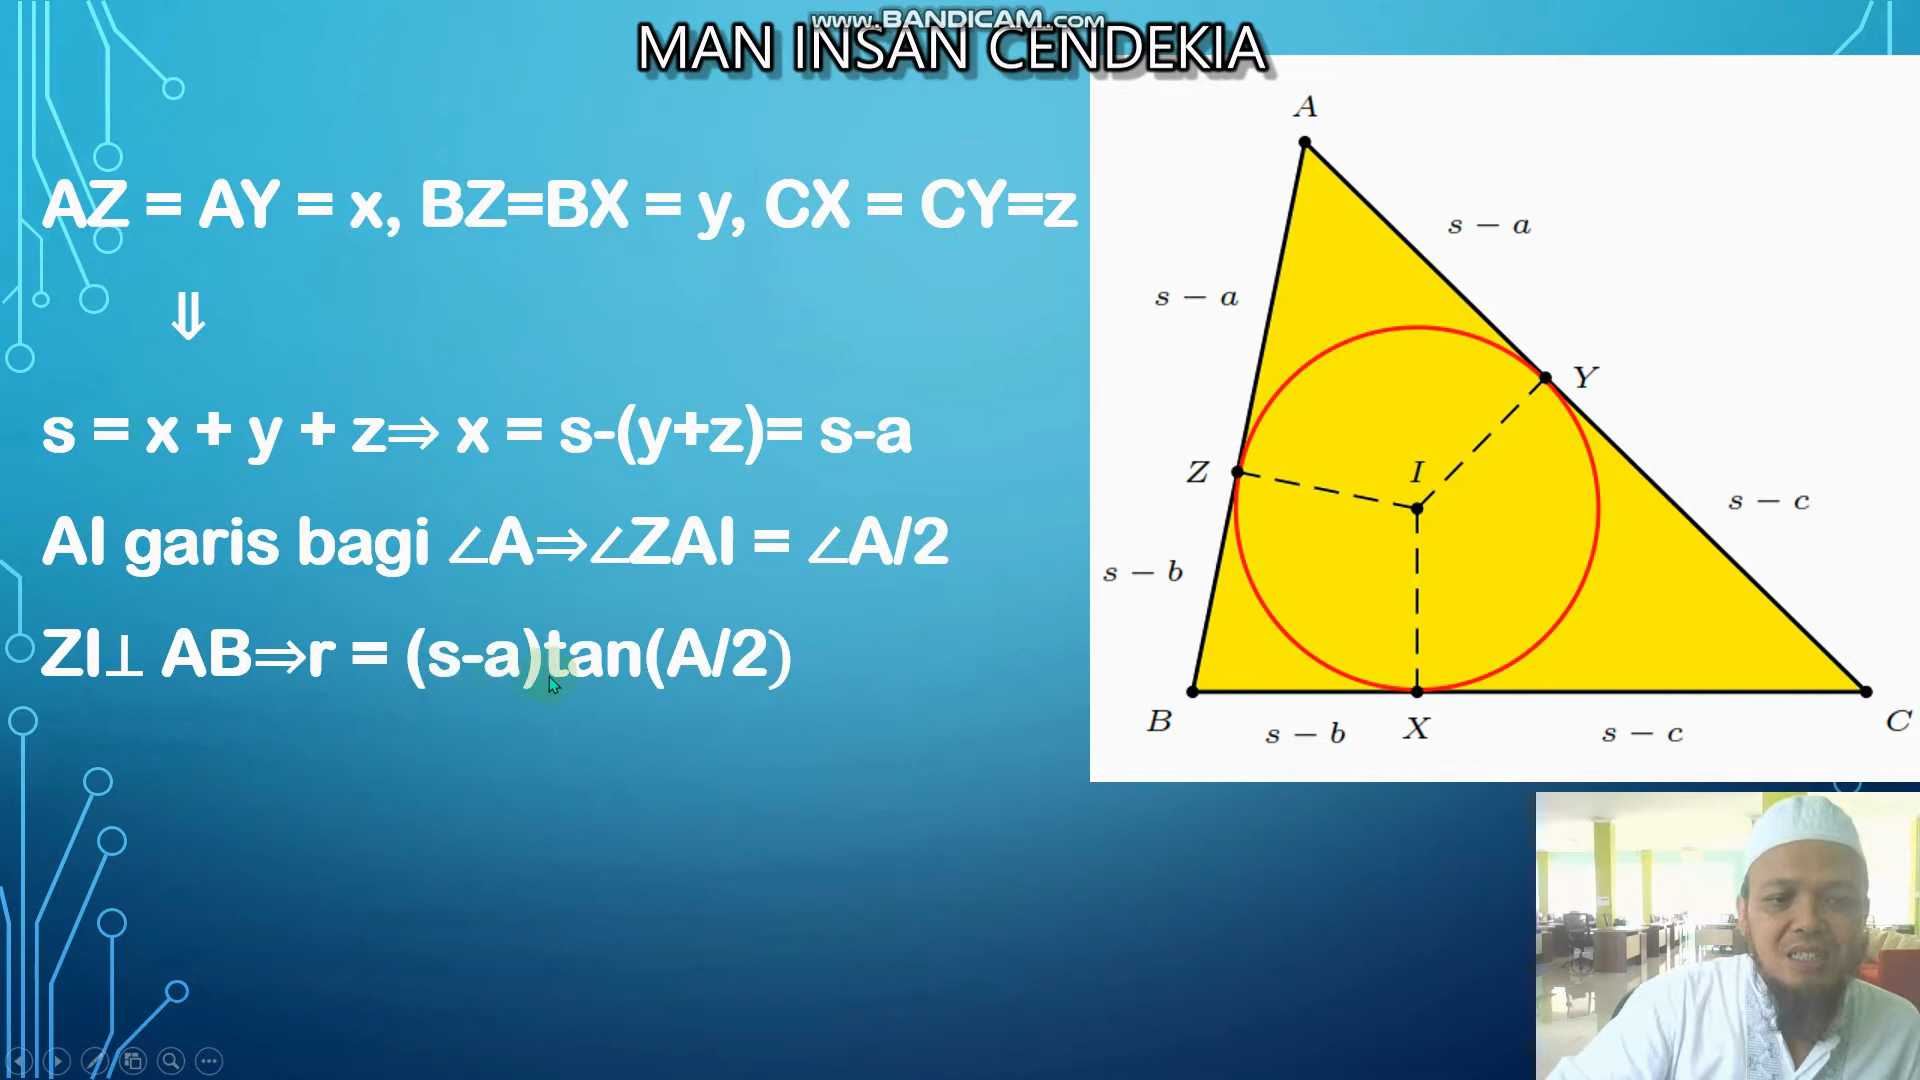 www.BANDICAM.com
MAN INSAN CENDEKIA
AZ = AY = x, BZ=BX = y, CX = CY=z
⇓
s = x + y + z⇒ x = s-(y+z)= s-a
AI garis bagi ∠A⇒∠ZAI = ∠A/2
ZI⊥ AB⇒r = (s-a)tan(A/2)
A
s − a
s − a
Y
Z
I
s − c
s − b
B
X
C
s − b
s − c